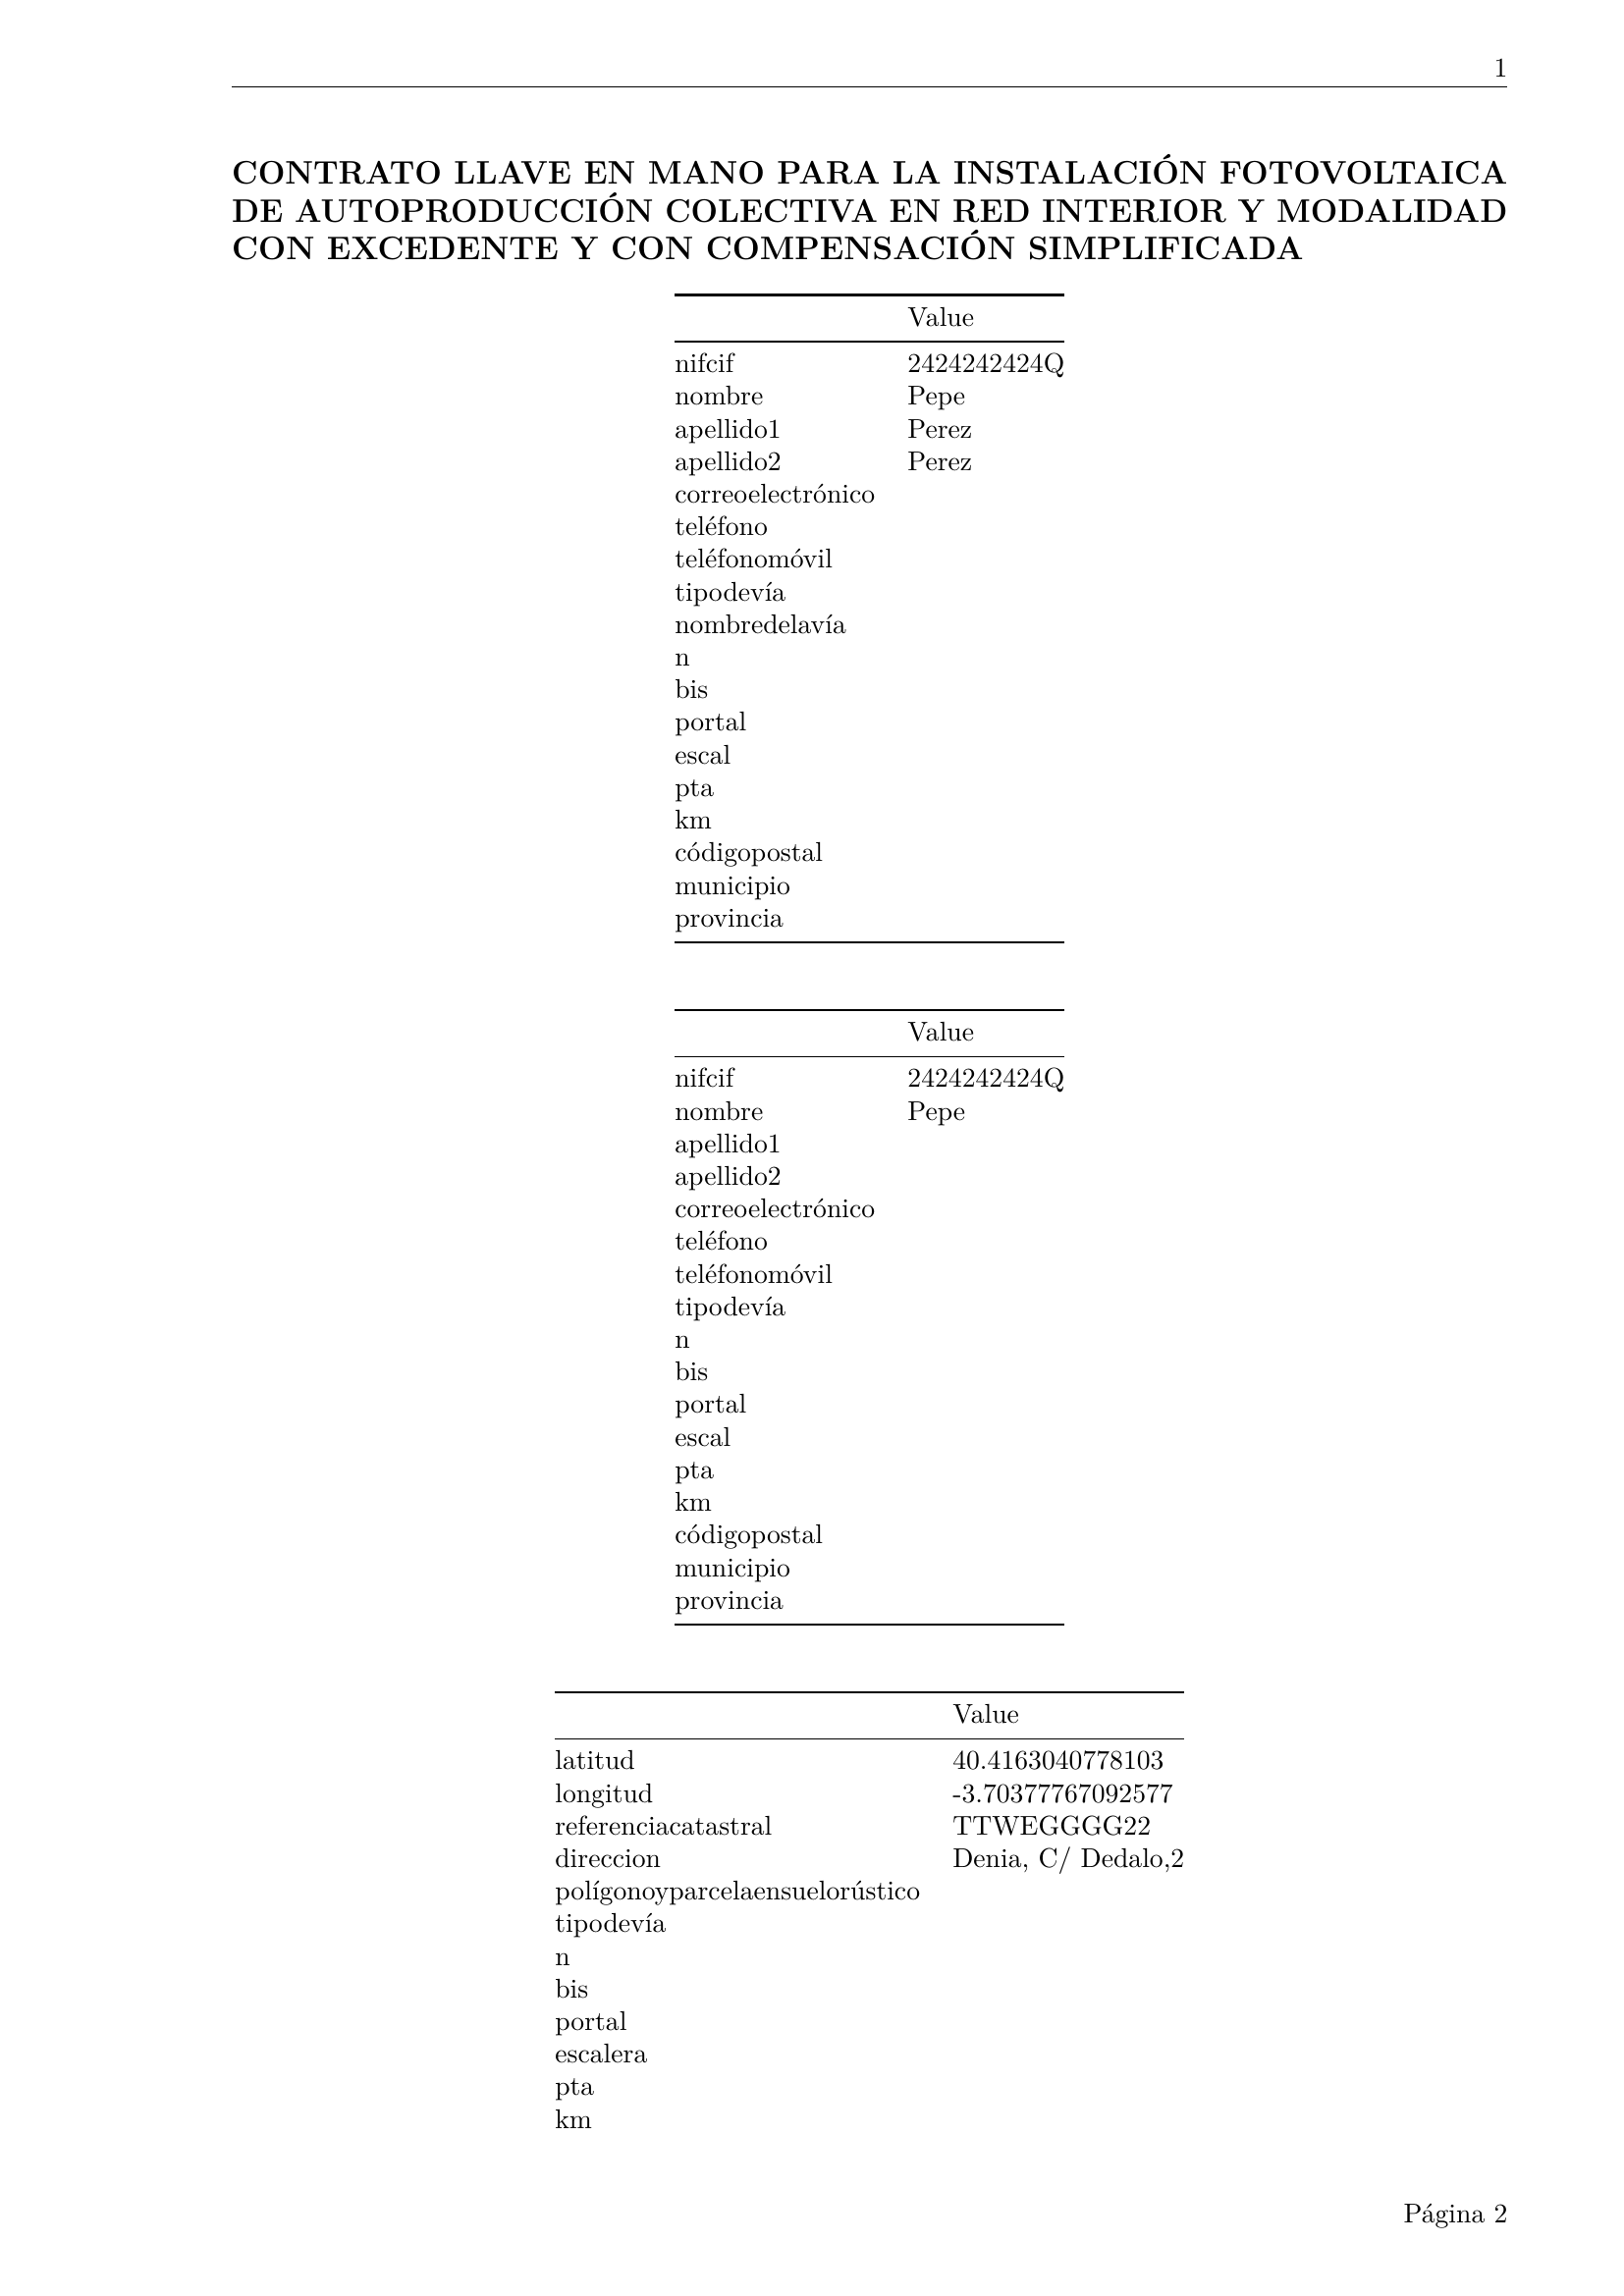 1
CONTRATO LLAVE EN MANO PARA LA INSTALACIÓN FOTOVOLTAICA
DE AUTOPRODUCCIÓN COLECTIVA EN RED INTERIOR Y MODALIDAD
CON EXCEDENTE Y CON COMPENSACIÓN SIMPLIFICADA
Value
nifcif 2424242424Q
nombre Pepe
apellido1 Perez
apellido2 Perez
correoelectrónico
teléfono
teléfonomóvil
tipodevía
nombredelavía
n
bis
portal
escal
pta
km
códigopostal
municipio
provincia
Value
nifcif 2424242424Q
nombre Pepe
apellido1
apellido2
correoelectrónico
teléfono
teléfonomóvil
tipodevía
n
bis
portal
escal
pta
km
códigopostal
municipio
provincia
Value
latitud 40.4163040778103
longitud -3.70377767092577
referenciacatastral TTWEGGGG22
direccion Denia, C/ Dedalo,2
polígonoyparcelaensuelorústico
tipodevía
n
bis
portal
escalera
pta
km
Página 2